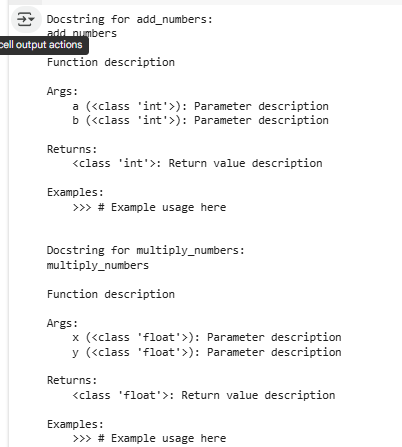 Docstring for add_numbers:
add_numbers
cell output actions
Function description
Args:
a (<class 'int'>): Parameter description
b (<class 'int'>): Parameter description
Returns:
<class 'int'>: Return value description
Examples:
>>> # Example usage here
Docstring for multiply_numbers:
multiply_numbers
Function description
Args:
x (<class 'float'>): Parameter description
y (<class 'float'>): Parameter description
Returns:
<class 'float'>: Return value description
Examples:
>>> # Example usage here